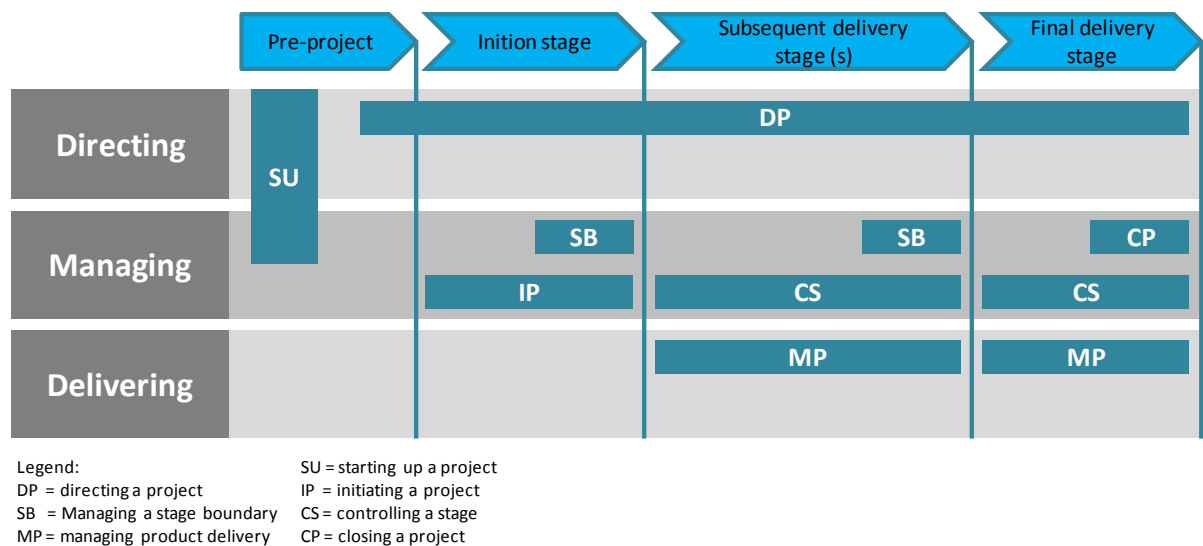 Pre-project
Inition stage
Subsequent delivery
stage (s)
Final delivery
stage
Directing
DP
SU
Managing
SB
SB
CP
IP
CS
CS
Delivering
MP
MP
Legend:
DP = directing a project
SB = Managing a stage boundary
MP = managing product delivery
SU = starting up a project
IP = initiating a project
CS = controlling a stage
CP = closing a project